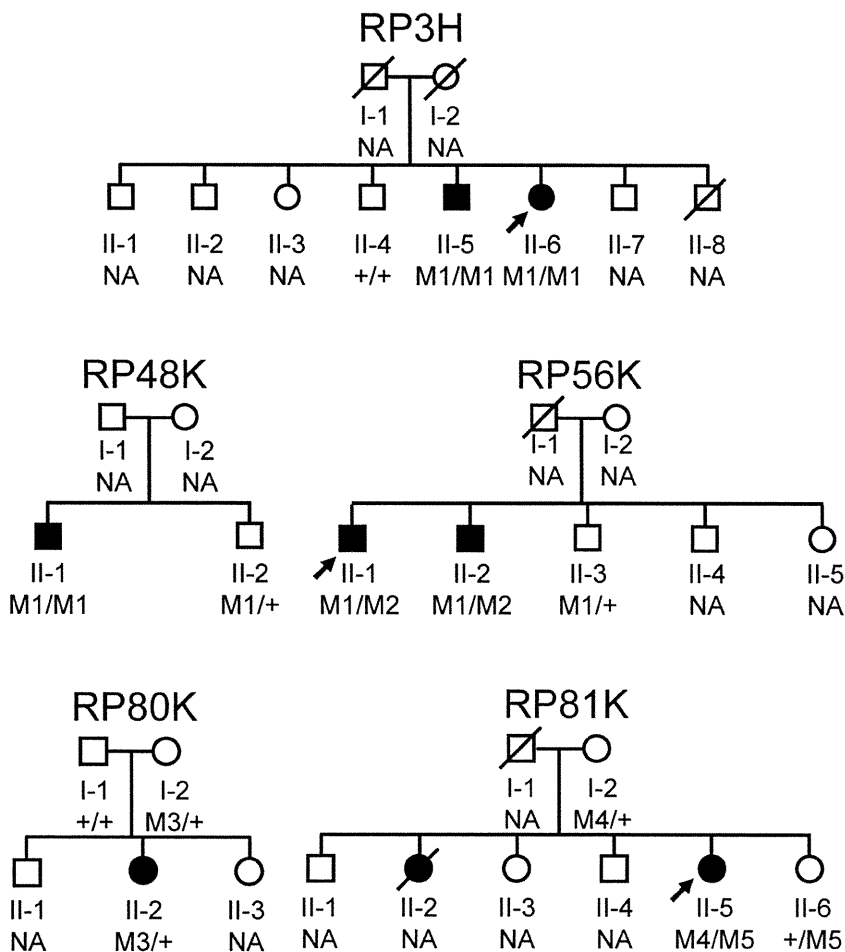 RP3H
I-1 I-2
NA NA
II-1 II-2 II-3 II-4 II-5 II-6 II-7 II-8
NA NA NA +/+ M1/M1 M1/M1 NA NA
RP48K
I-1 I-2
NA NA
II-1 II-2
M1/M1 M1/+
RP56K
I-1 I-2
NA NA
II-1 II-2 II-3 II-4 II-5
M1/M2 M1/M2 M1/+ NA NA
RP80K
I-1 I-2
+/+ M3/+
II-1 II-2 II-3
NA M3/+ NA
RP81K
I-1 I-2
NA M4/+
II-1 II-2 II-3 II-4 II-5 II-6
NA NA NA NA M4/M5 +/M5